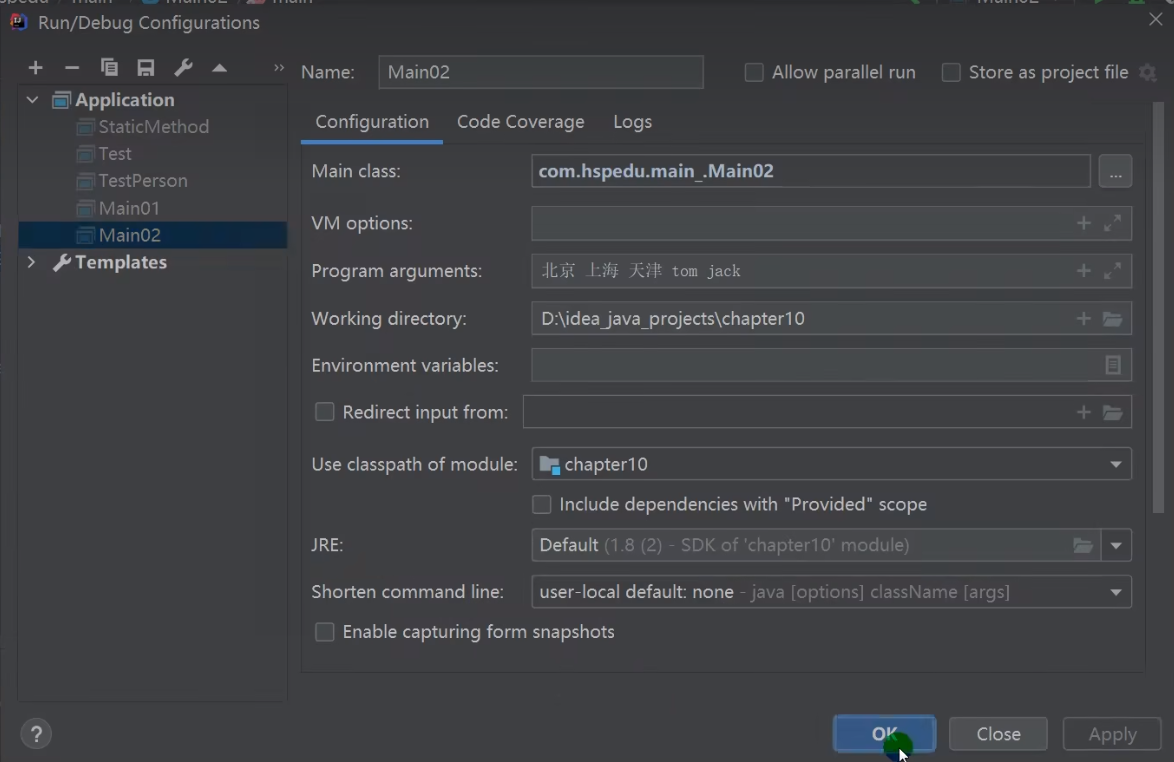 Run/Debug Configurations
Name: Main02 Allow parallel run Store as project file
Application
StaticMethod
Test
TestPerson
Main01
Main02
Templates
Configuration Code Coverage Logs
Main class: com.hspedu.main_.Main02 ...
VM options:
Program arguments: 北京 上海 天津 tom jack
Working directory: D:\idea_java_projects\chapter10
Environment variables:
Redirect input from:
Use classpath of module: chapter10
Include dependencies with "Provided" scope
JRE: Default (1.8 (2) - SDK of 'chapter10' module)
Shorten command line: user-local default: none - java [options] className [args]
Enable capturing form snapshots
? OK Close Apply